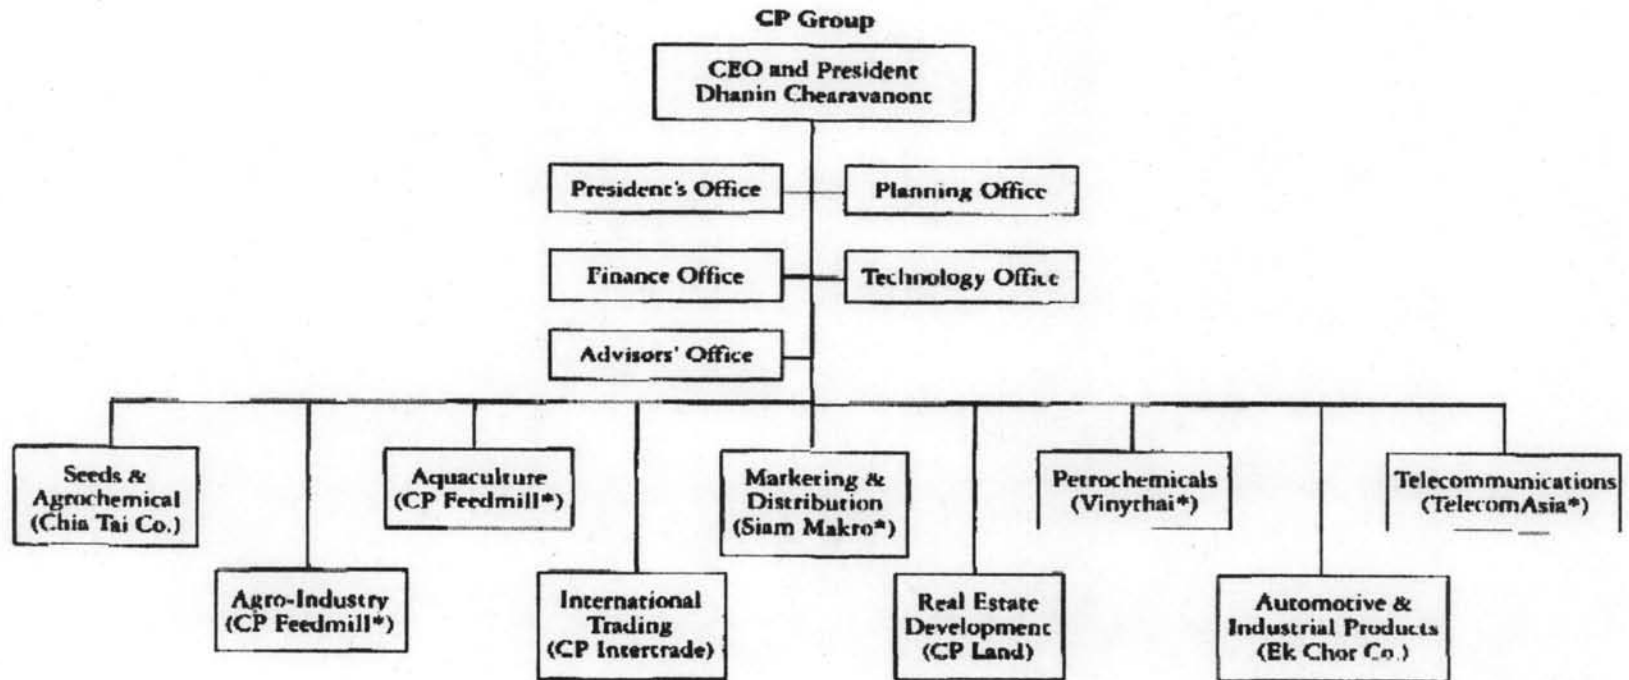 CP Group
CEO and President
Dhanin Chearavanont
President's Office
Planning Office
Finance Office
Technology Office
Advisors' Office
Seeds &
Agrochemical
(Chia Tai Co.)
Aquaculture
(CP Feedmill*)
Marketing &
Distribution
(Siam Makro*)
Petrochemicals
(Vinythai*)
Telecommunications
(TelecomAsia*)
Agro-Industry
(CP Feedmill*)
International
Trading
(CP Intertrade)
Real Estate
Development
(CP Land)
Automotive &
Industrial Products
(Ek Chor Co.)